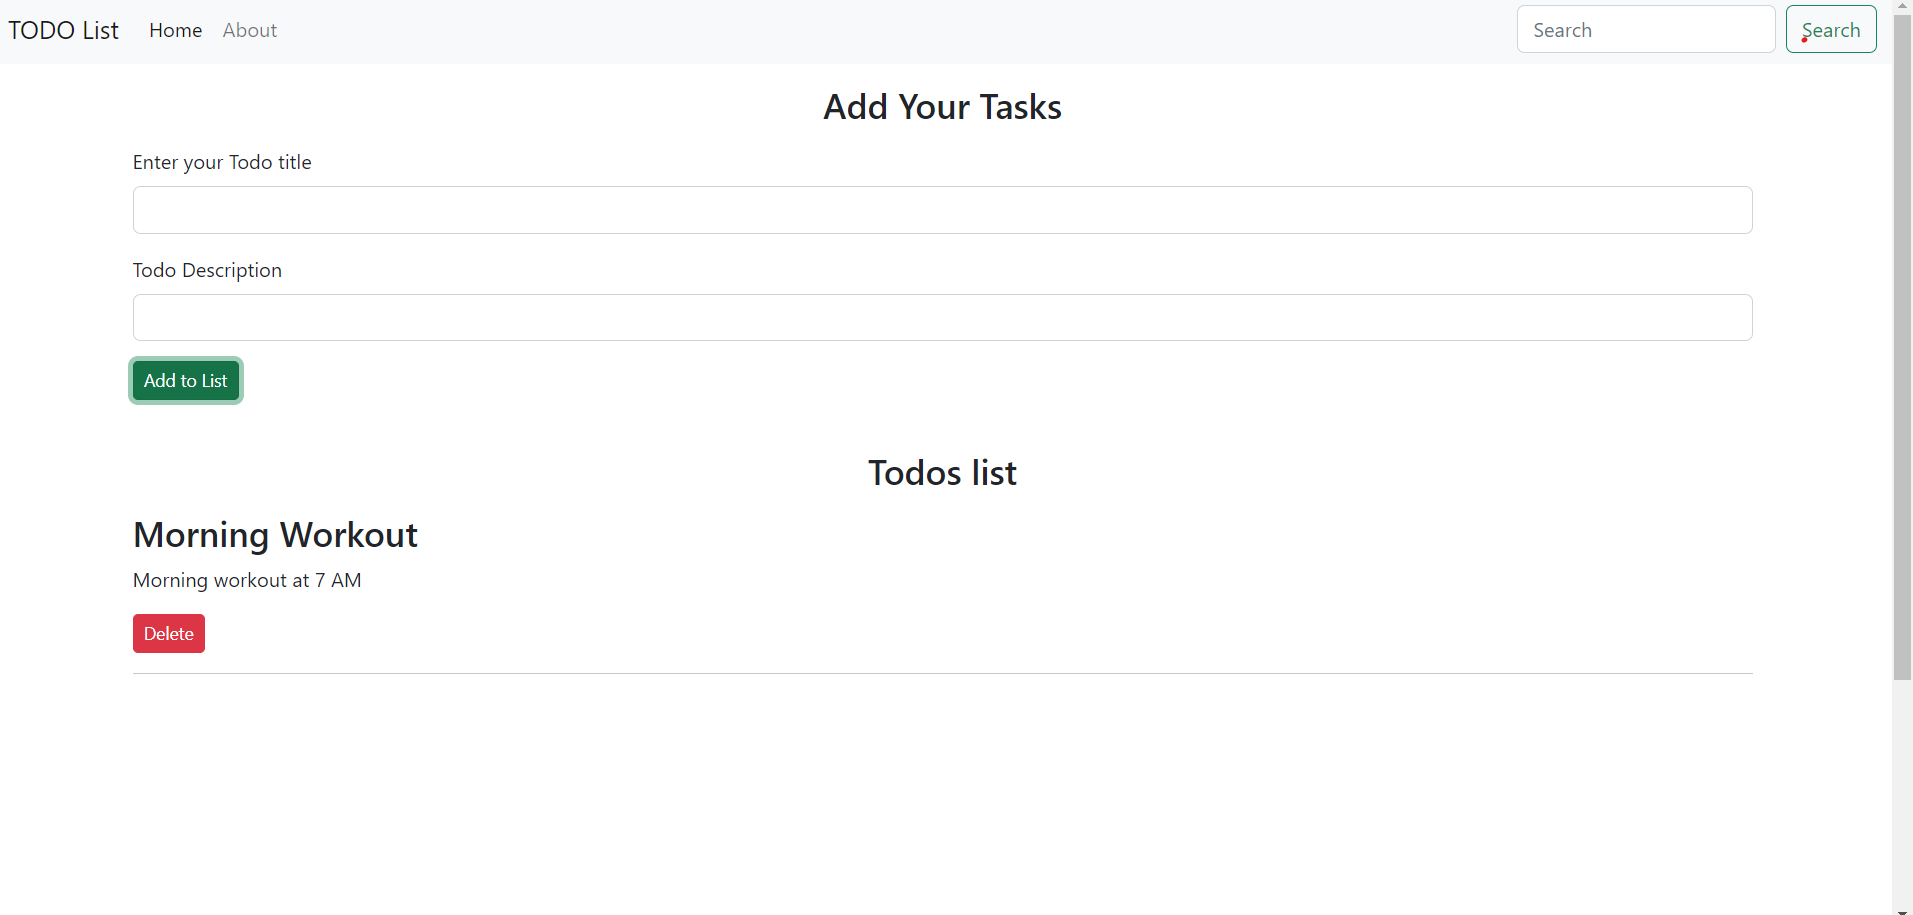 TODO List Home About Search Search
Add Your Tasks
Enter your Todo title
Todo Description
Add to List
Todos list
Morning Workout
Morning workout at 7 AM
Delete